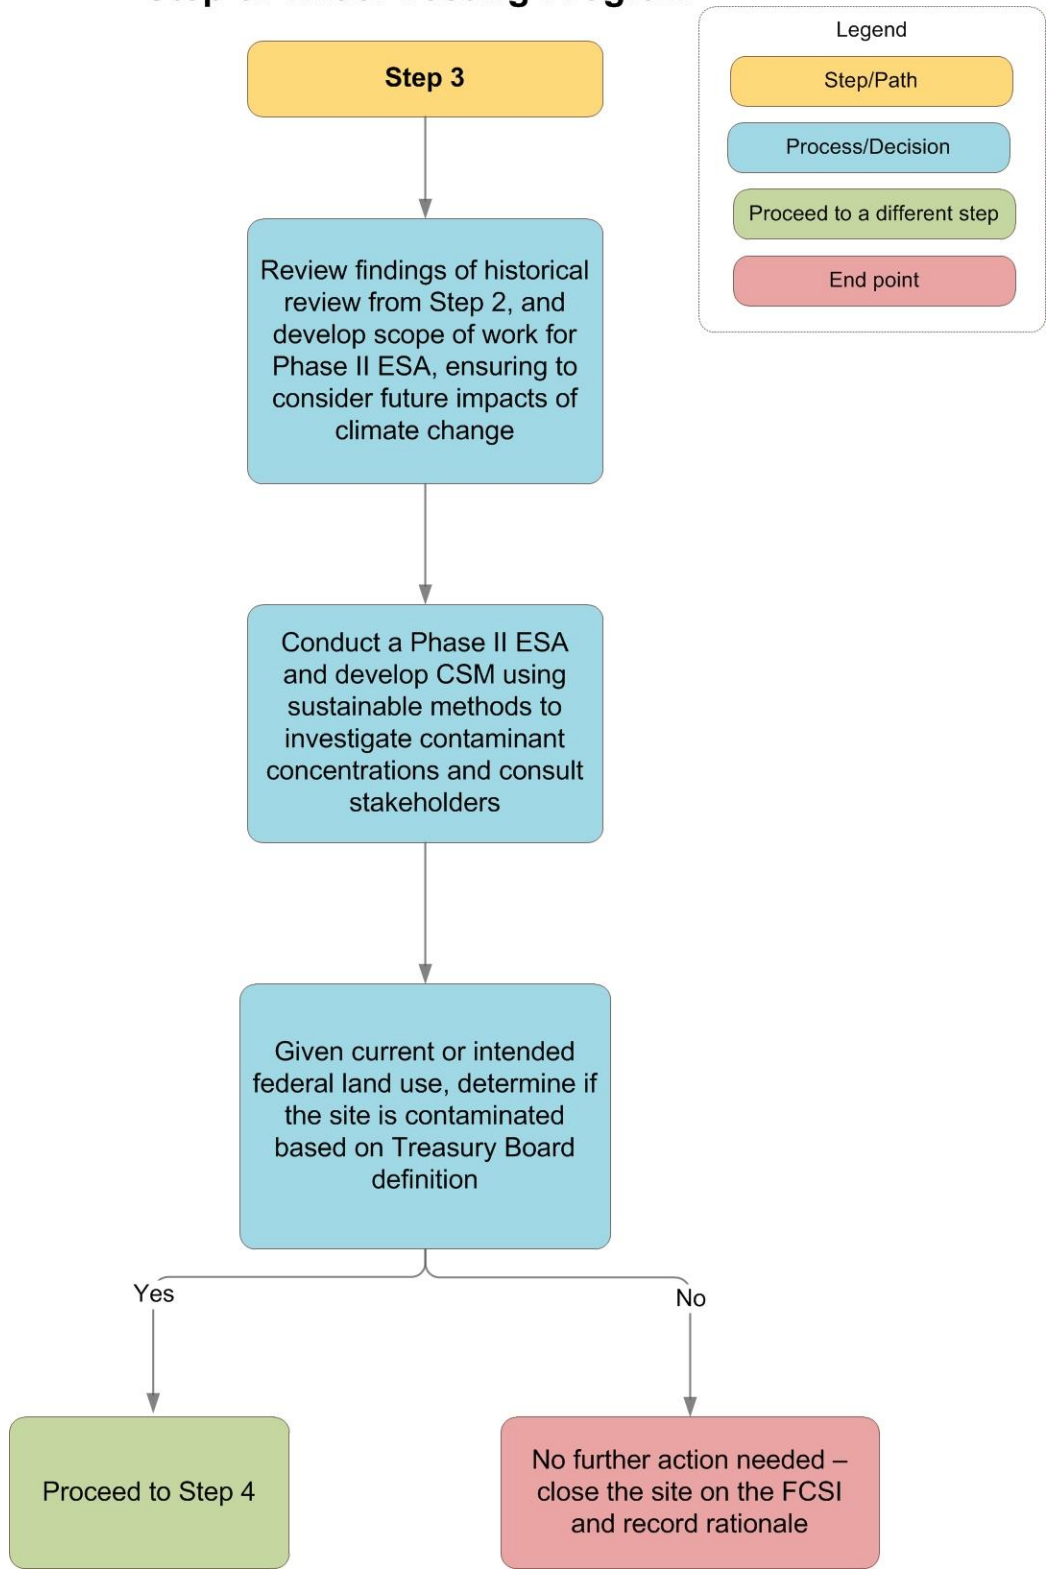 Legend
Step/Path
Process/Decision
Proceed to a different step
End point
Step 3
Review findings of historical
review from Step 2, and
develop scope of work for
Phase II ESA, ensuring to
consider future impacts of
climate change
Conduct a Phase II ESA
and develop CSM using
sustainable methods to
investigate contaminant
concentrations and consult
stakeholders
Given current or intended
federal land use, determine if
the site is contaminated
based on Treasury Board
definition
Yes
No
Proceed to Step 4
No further action needed –
close the site on the FCSI
and record rationale